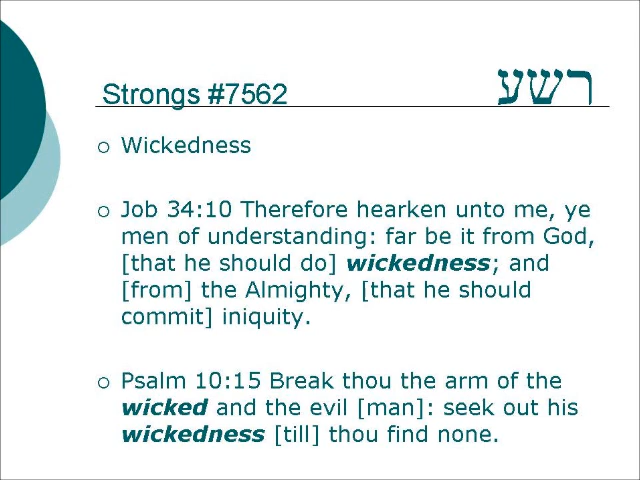 Strongs #7562 רשע
Wickedness
Job 34:10 Therefore hearken unto me, ye
men of understanding: far be it from God,
[that he should do] wickedness; and
[from] the Almighty, [that he should
commit] iniquity.
Psalm 10:15 Break thou the arm of the
wicked and the evil [man]: seek out his
wickedness [till] thou find none.